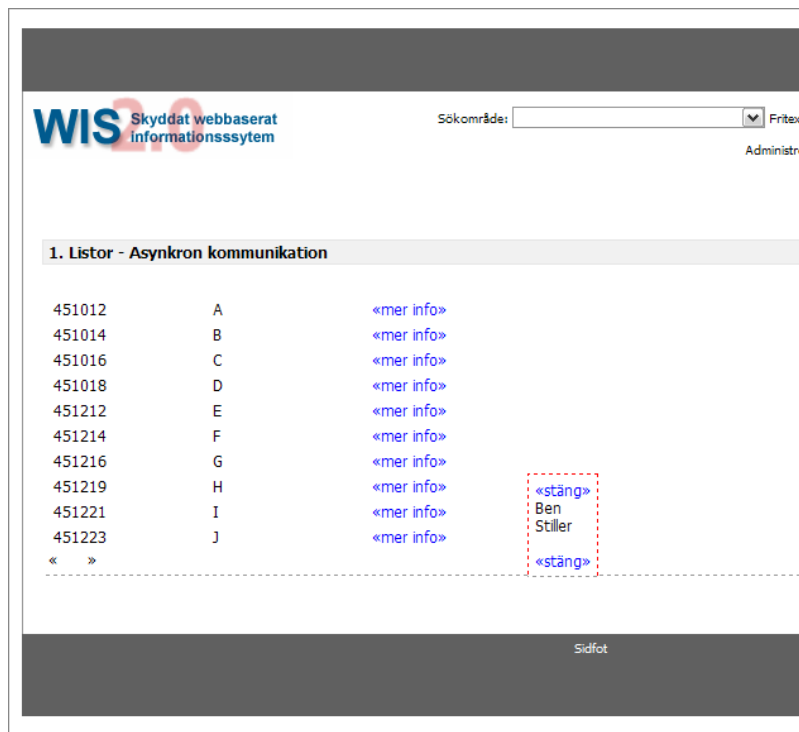 WIS 2.0 Skyddat webbaserat
informationsssytem
Sökområde: Fritex
Administr
1. Listor - Asynkron kommunikation
451012 A «mer info»
451014 B «mer info»
451016 C «mer info»
451018 D «mer info»
451212 E «mer info»
451214 F «mer info»
451216 G «mer info»
451219 H «mer info» «stäng»
451221 I «mer info» Ben
Stiller
451223 J «mer info»
« » «stäng»
Sidfot